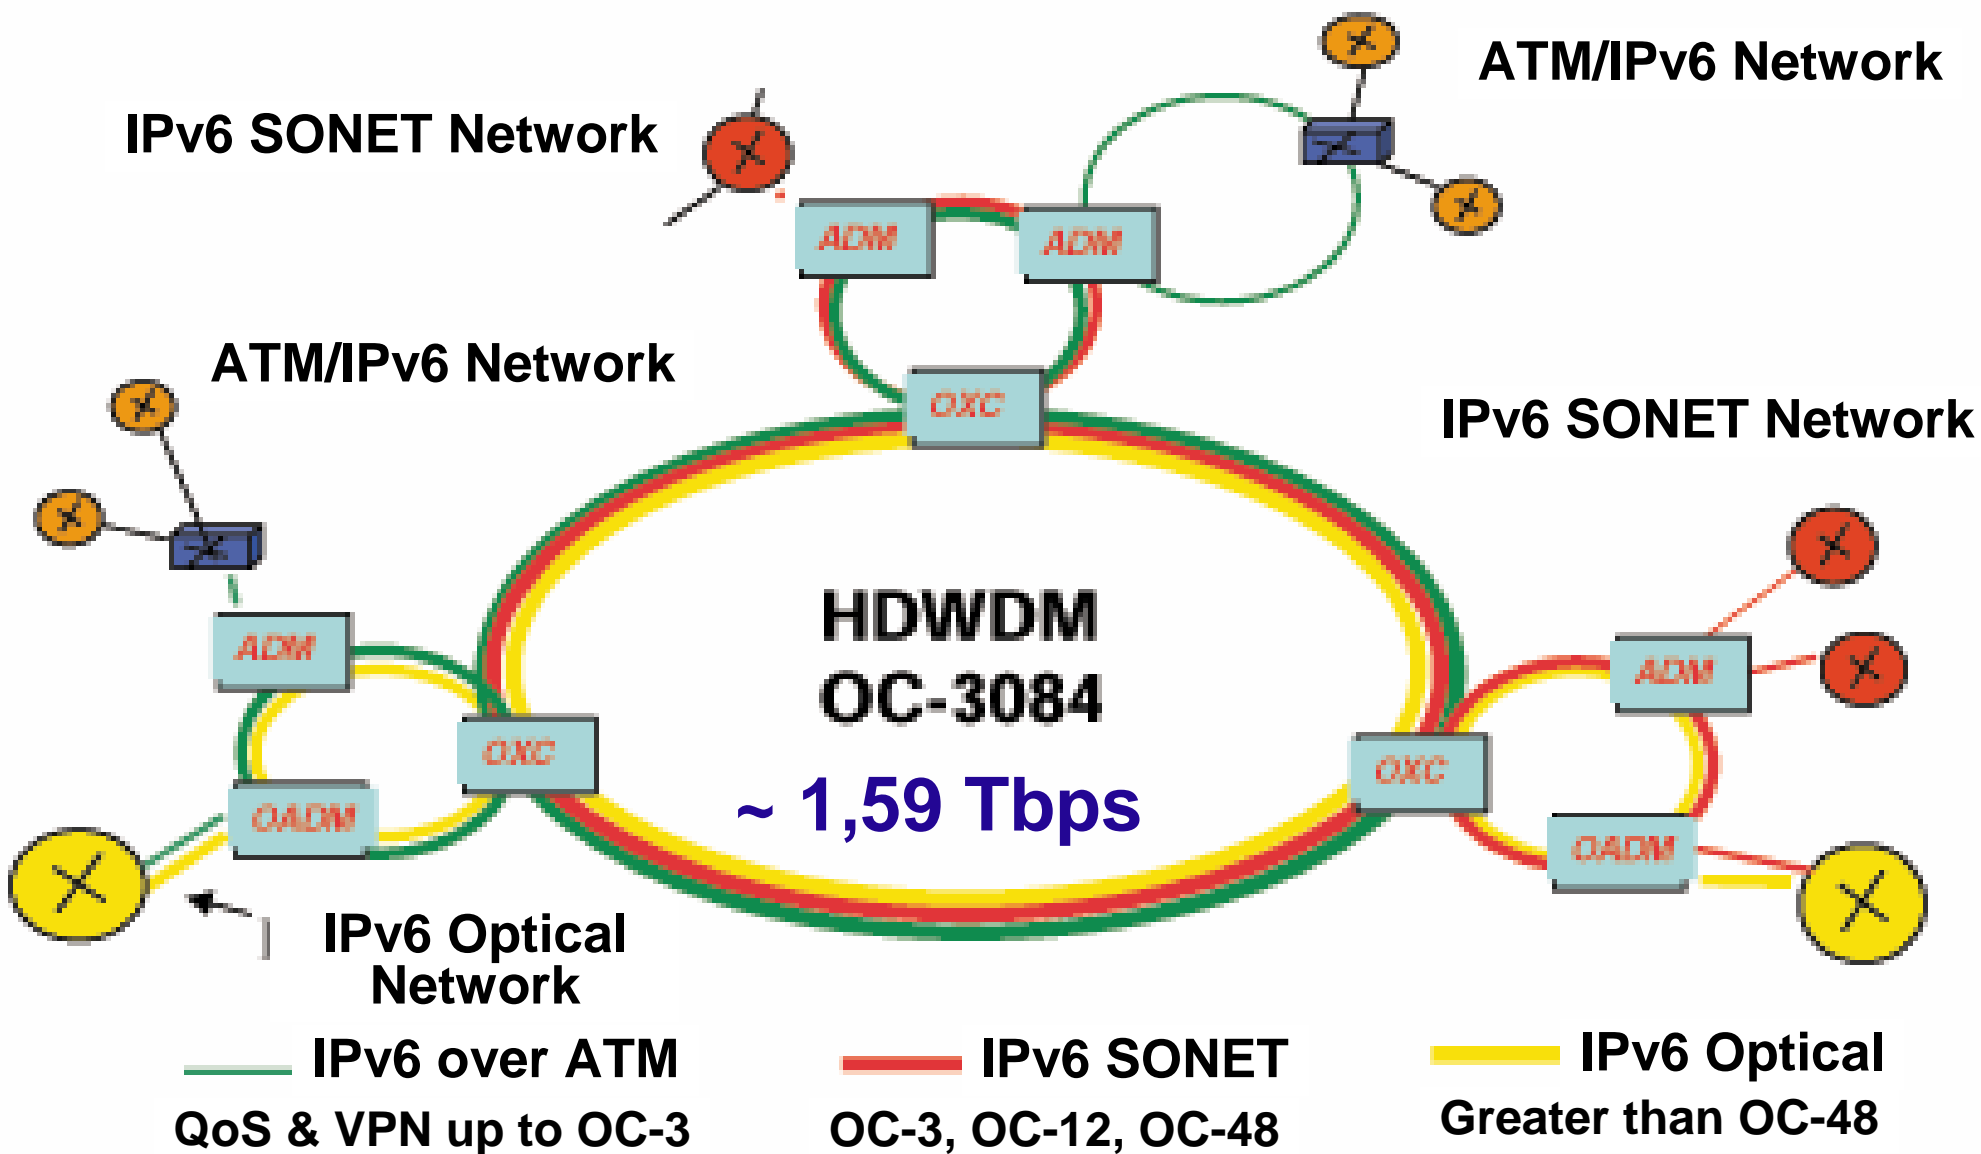 ATM/IPv6 Network
IPv6 SONET Network
ADM
ADM
ATM/IPv6 Network
OXC
IPv6 SONET Network
HDWDM
OC-3084
~ 1,59 Tbps
ADM
ADM
OXC
OXC
OADM
OADM
IPv6 Optical
Network
IPv6 over ATM
QoS & VPN up to OC-3
IPv6 SONET
OC-3, OC-12, OC-48
IPv6 Optical
Greater than OC-48